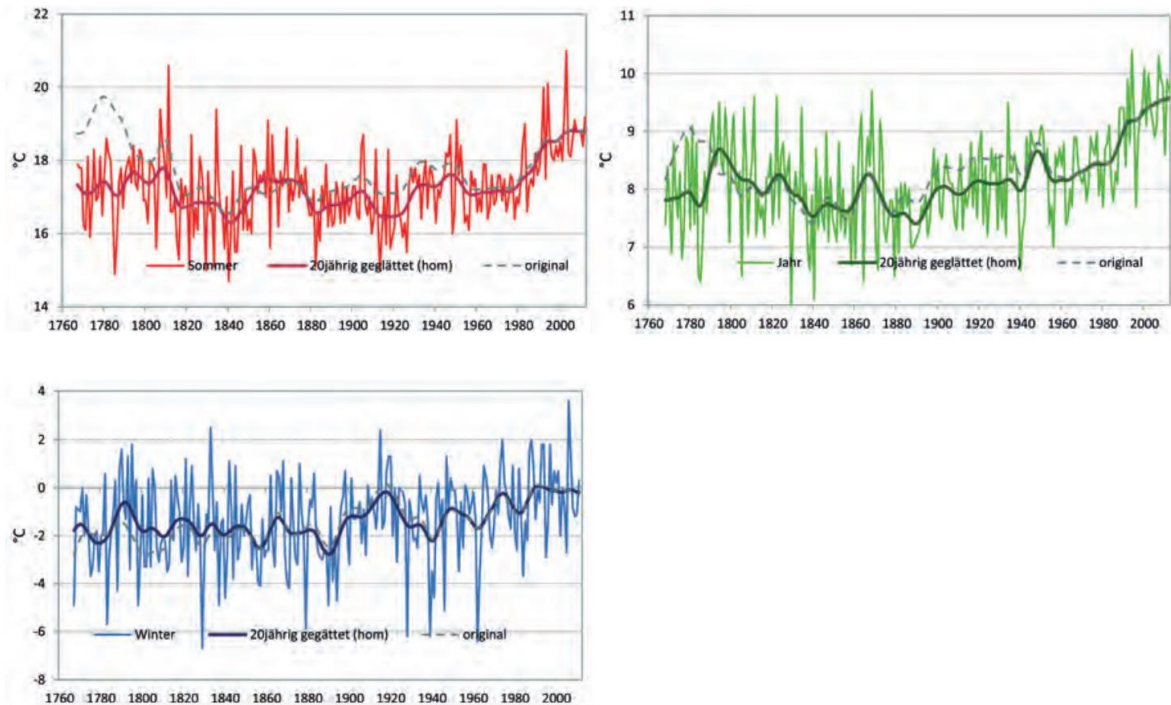 22
20
18
°C
16
14
Sommer 20jährig geglättet (hom) original
1760 1780 1800 1820 1840 1860 1880 1900 1920 1940 1960 1980 2000
11
10
9
°C
8
7
6
Jahr 20jährig geglättet (hom) original
1760 1780 1800 1820 1840 1860 1880 1900 1920 1940 1960 1980 2000
4
2
0
°C
-2
-4
-6
-8
Winter 20jährig gegättet (hom) original
1760 1780 1800 1820 1840 1860 1880 1900 1920 1940 1960 1980 2000